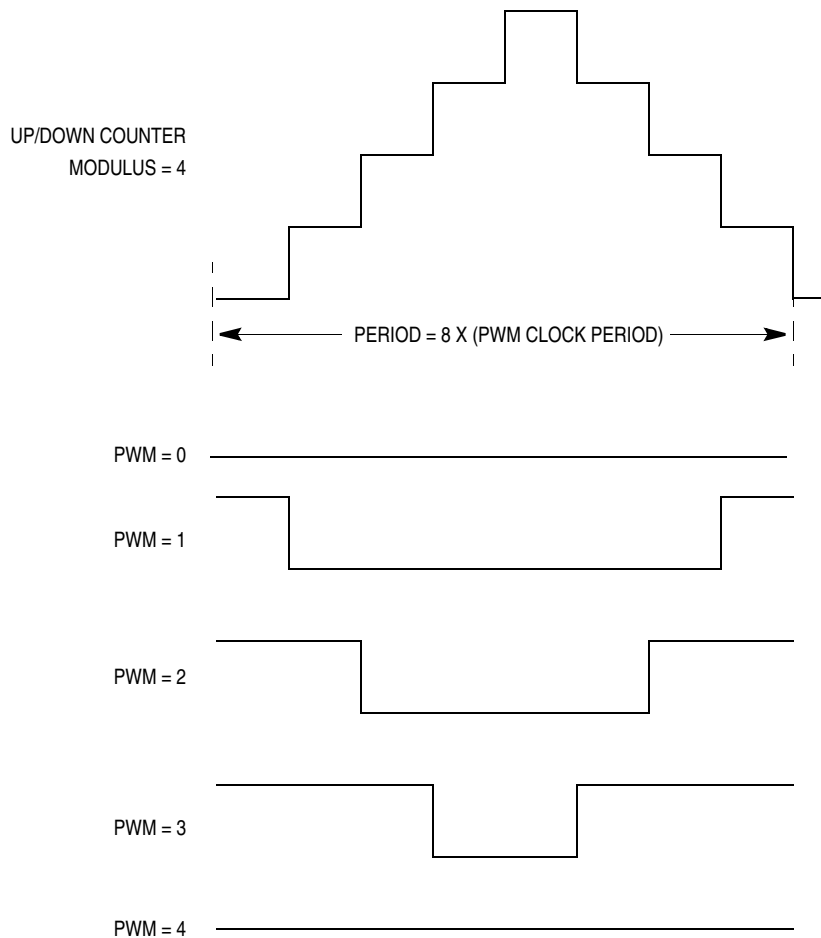 UP/DOWN COUNTER
MODULUS = 4
PERIOD = 8 X (PWM CLOCK PERIOD)
PWM = 0
PWM = 1
PWM = 2
PWM = 3
PWM = 4